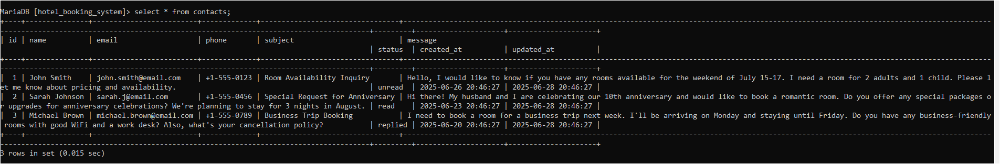 MariaDB [hotel_booking_system]> select * from contacts;
| id | name | email | phone | subject | message
| status | created_at | updated_at |
| 1 | John Smith | john.smith@email.com | +1-555-0123 | Room Availability Inquiry | Hello, I would like to know if you have any rooms available for the weekend of July 15-17. I need a room for 2 adults and 1 child. Please l
et me know about pricing and availability. | unread | 2025-06-26 20:46:27 | 2025-06-28 20:46:27 |
| 2 | Sarah Johnson | sarah.j@email.com | +1-555-0456 | Special Request for Anniversary | Hi there! My husband and I are celebrating our 10th anniversary and would like to book a romantic room. Do you offer any special packages o
r upgrades for anniversary celebrations? We're planning to stay for 3 nights in August. | read | 2025-06-23 20:46:27 | 2025-06-28 20:46:27 |
| 3 | Michael Brown | michael.brown@email.com | +1-555-0789 | Business Trip Booking | I need to book a room for a business trip next week. I'll be arriving on Monday and staying until Friday. Do you have any business-friendly
rooms with good WiFi and a work desk? Also, what's your cancellation policy? | replied | 2025-06-20 20:46:27 | 2025-06-28 20:46:27 |
3 rows in set (0.015 sec)